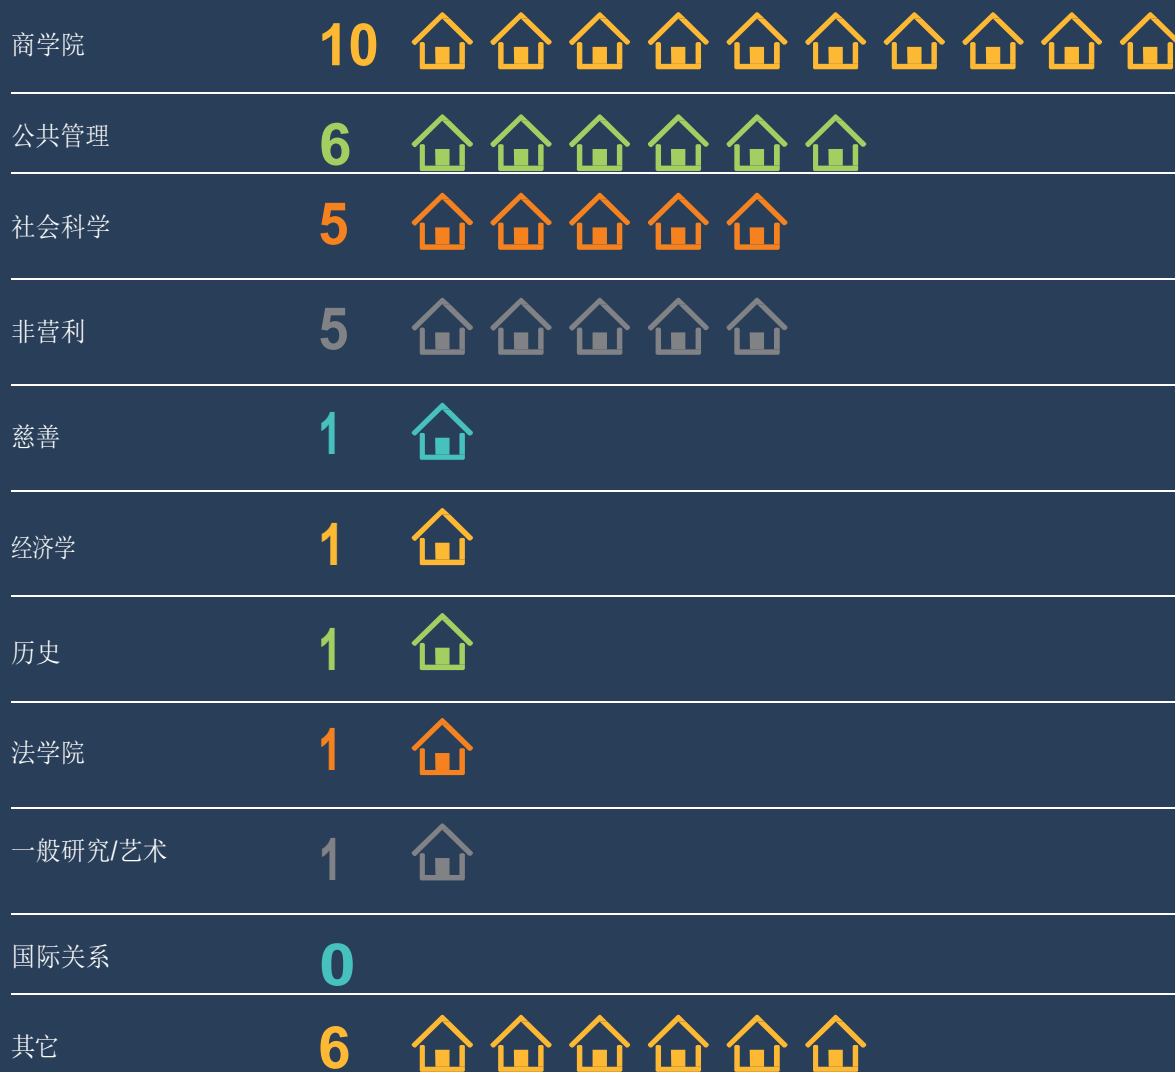 商学院 10
公共管理 6
社会科学 5
非营利 5
慈善 1
经济学 1
历史 1
法学院 1
一般研究/艺术 1
国际关系 0
其它 6